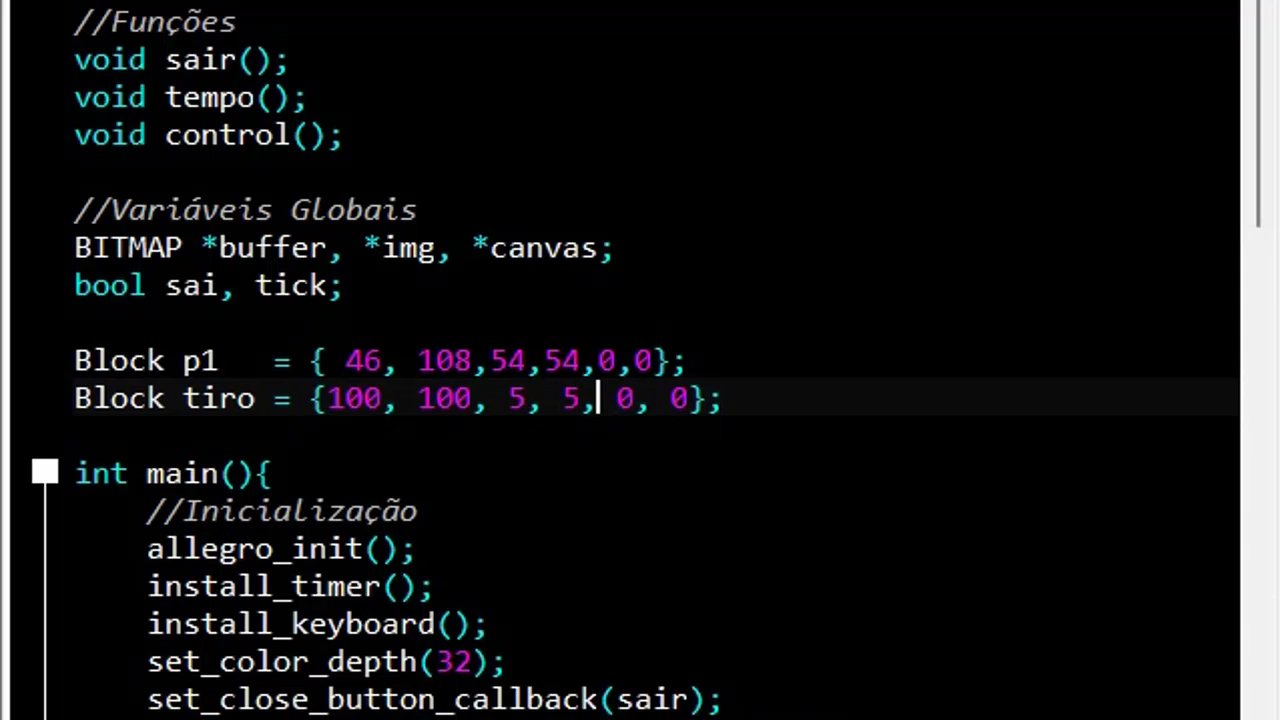 //Funções
void sair();
void tempo();
void control();
//Variáveis Globais
BITMAP *buffer, *img, *canvas;
bool sai, tick;
Block p1   = { 46, 108,54,54,0,0};
Block tiro = {100, 100, 5, 5, 0, 0};
int main(){
//Inicialização
allegro_init();
install_timer();
install_keyboard();
set_color_depth(32);
set_close_button_callback(sair);